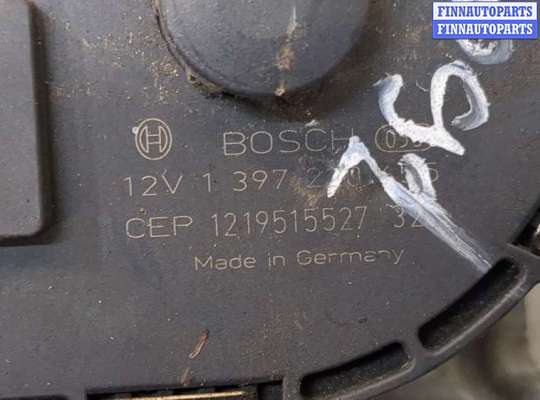 FINNAUTOPARTS
FINNAUTOPARTS
BOSCH
12V 1 397
CEP 1219515527
Made in Germany